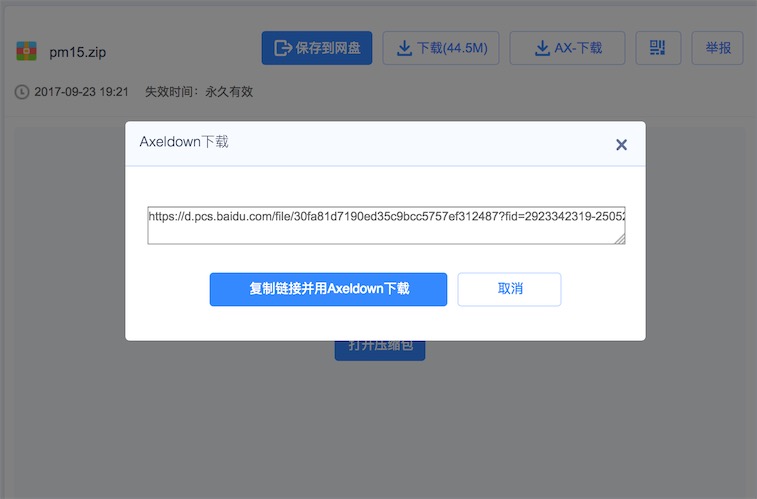 pm15.zip
保存到网盘
下载(44.5M)
AX-下载
举报
2017-09-23 19:21 失效时间：永久有效
Axeldown下载
https://d.pcs.baidu.com/file/30fa81d7190ed35c9bcc5757ef312487?fid=2923342319-25052
复制链接并用Axeldown下载
取消
打开压缩包